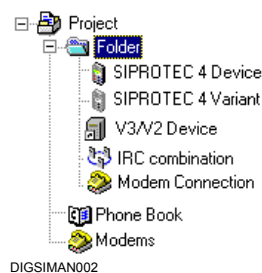 Project
Folder
SIPROTEC 4 Device
SIPROTEC 4 Variant
V3/V2 Device
IRC combination
Modem Connection
Phone Book
Modems
DIGSIMAN002